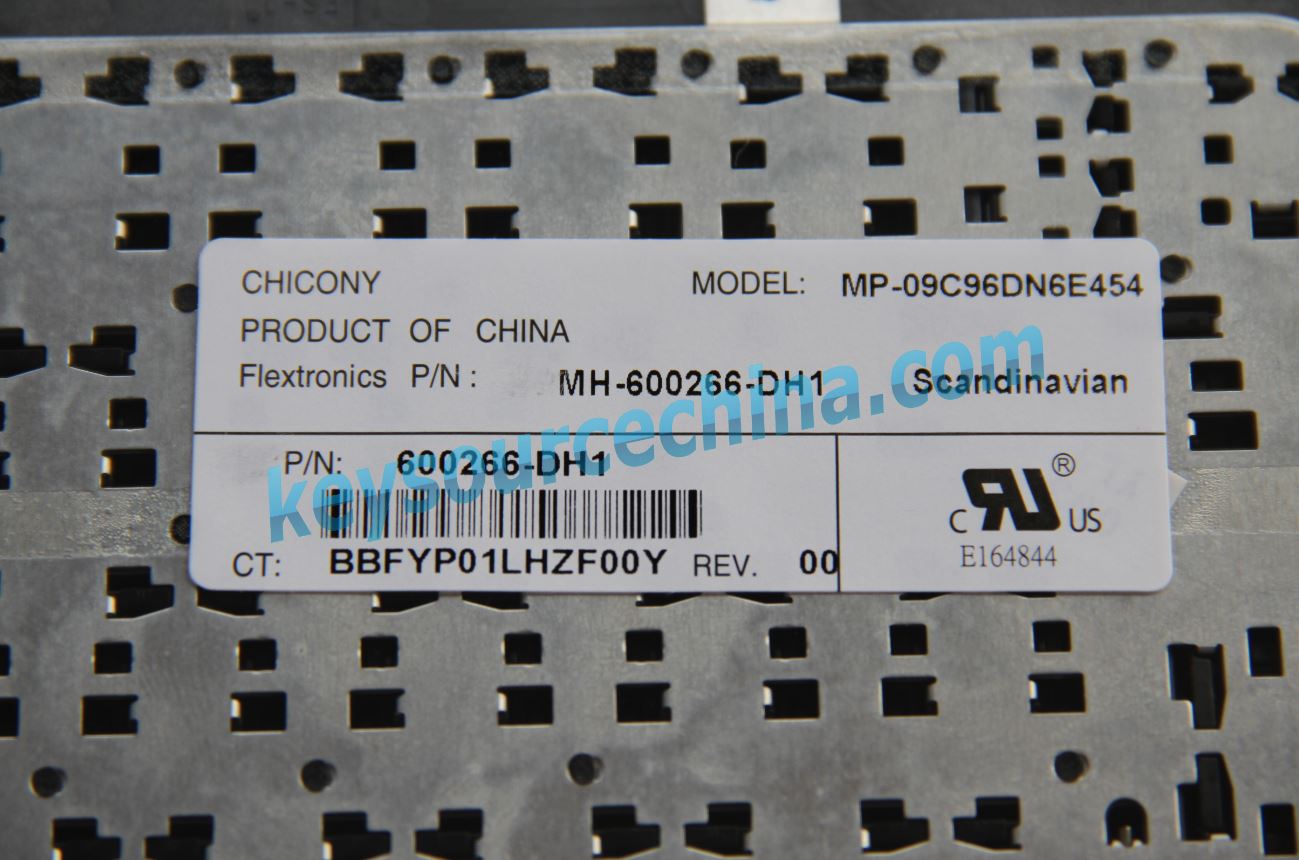 CHICONY MODEL: MP-09C96DN6E454
PRODUCT OF CHINA
Flextronics P/N : MH-600266-DH1 Scandinavian
P/N: 600266-DH1
CT: BBFYP01LHZF00Y REV. 00
C RU ® US
E164844
keysourcechina.com